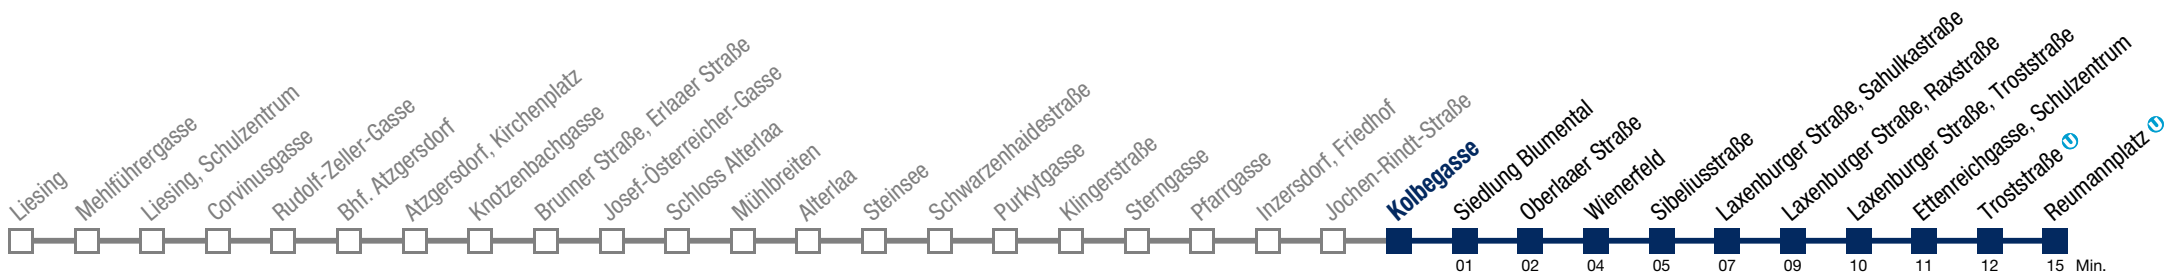 Liesing
Mehlführergasse
Liesing, Schulzentrum
Corvinusgasse
Rudolf-Zeller-Gasse
Bhf. Atzgersdorf
Atzgersdorf, Kirchenplatz
Knotzenbachgasse
Brunner Straße, Erlaaer Straße
Josef-Österreicher-Gasse
Schloss Alterlaa
Mühlbreiten
Alterlaa
Steinsee
Schwarzenhaidestraße
Purkytgasse
Klingerstraße
Sterngasse
Pfarrgasse
Inzersdorf, Friedhof
Jochen-Rindt-Straße
Kolbegasse
Siedlung Blumental
Oberlaaer Straße
Wienerfeld
Sibeliusstraße
Laxenburger Straße, Sahulkastraße
Laxenburger Straße, Raxstraße
Laxenburger Straße, Troststraße
Ettenreichgasse, Schulzentrum
Troststraße U
Reumannplatz U
01 02 04 05 07 09 10 11 12 15 Min.